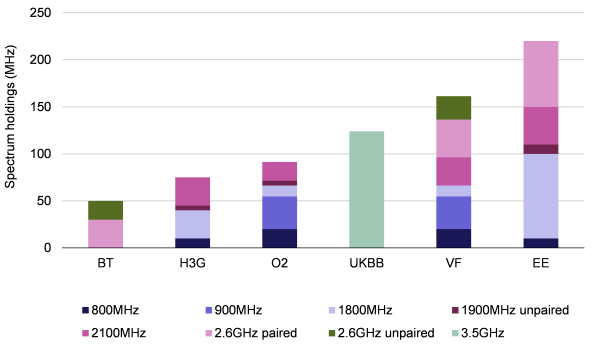 Spectrum holdings (MHz)
250
200
150
100
50
0
BT H3G O2 UKBB VF EE
800MHz 900MHz 1800MHz 1900MHz unpaired
2100MHz 2.6GHz paired 2.6GHz unpaired 3.5GHz